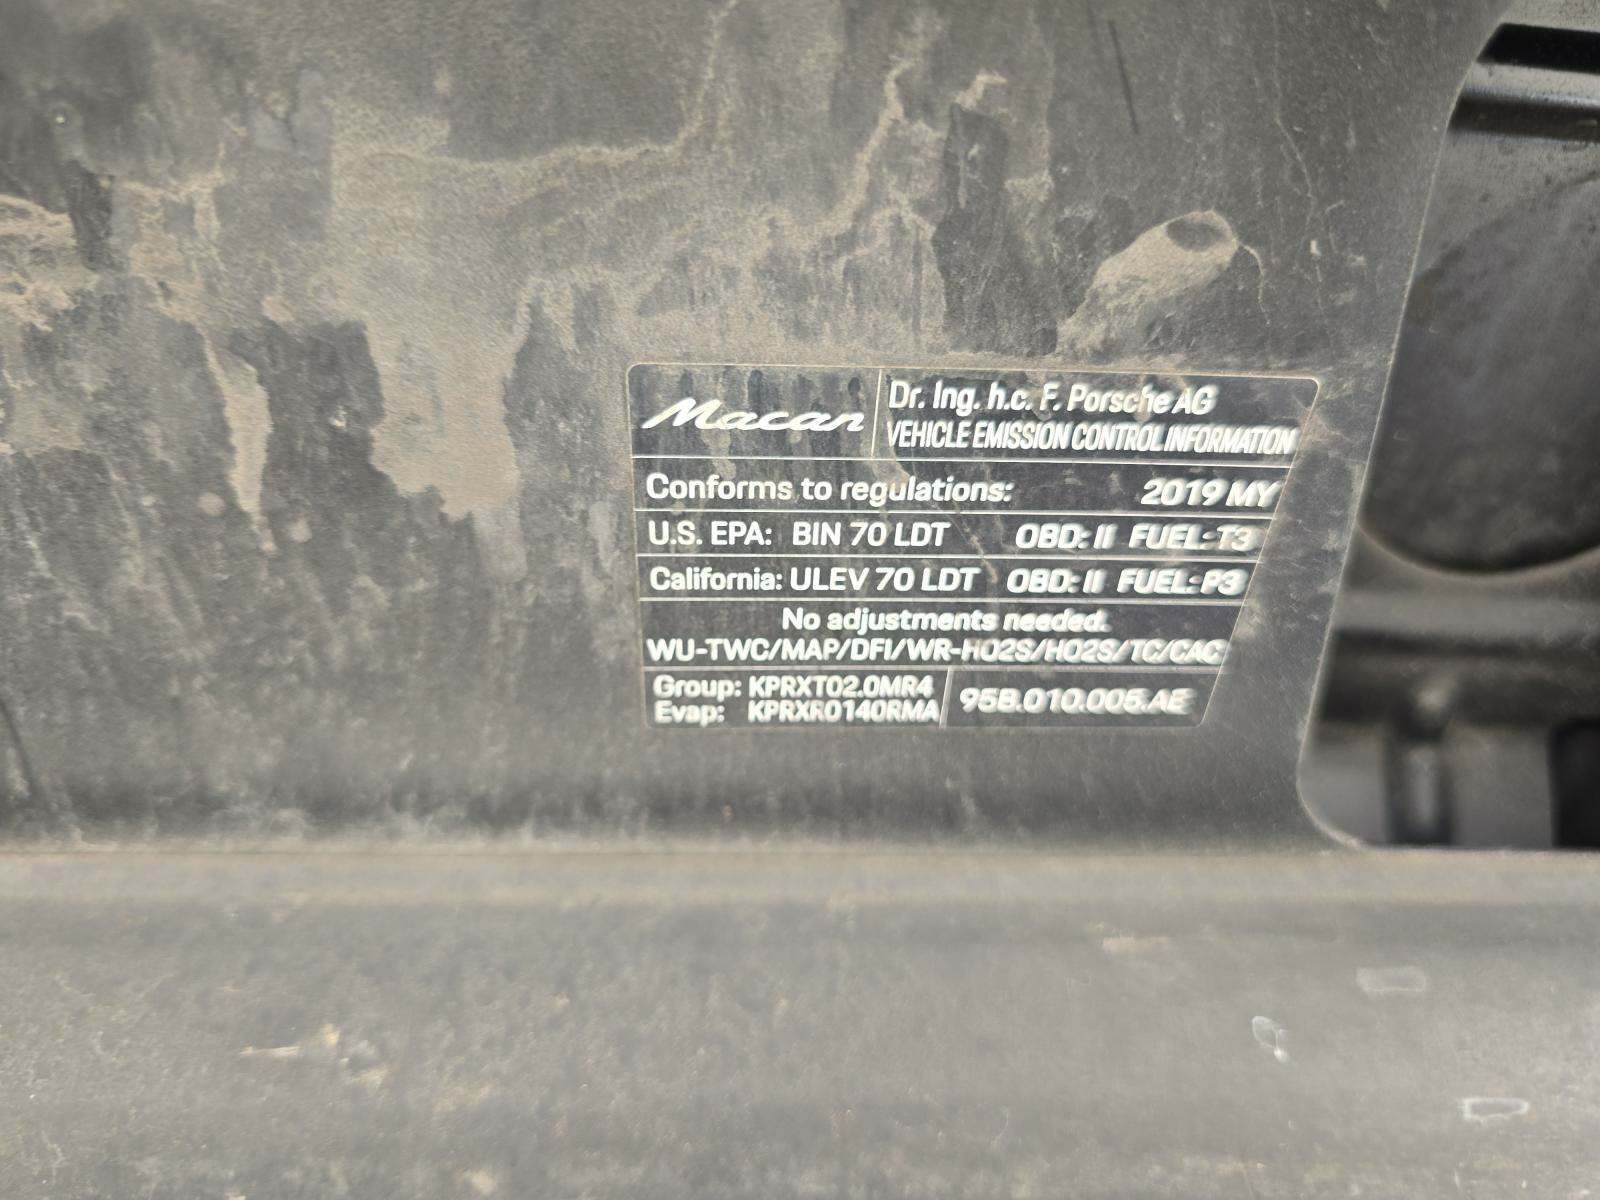 Macan
Dr. Ing. h.c. F. Porsche AG
VEHICLE EMISSION CONTROL INFORMATION
Conforms to regulations: 2019 MY
U.S. EPA: BIN 70 LDT OBD: II FUEL: T3
California: ULEV 70 LDT OBD: II FUEL: P3
No adjustments needed.
WU-TWC/MAP/DFI/WR-HO2S/HO2S/TC/CAC
Group: KPRXT02.0MR4
Evap: KPRXR0140RMA
95B.010.005.AE